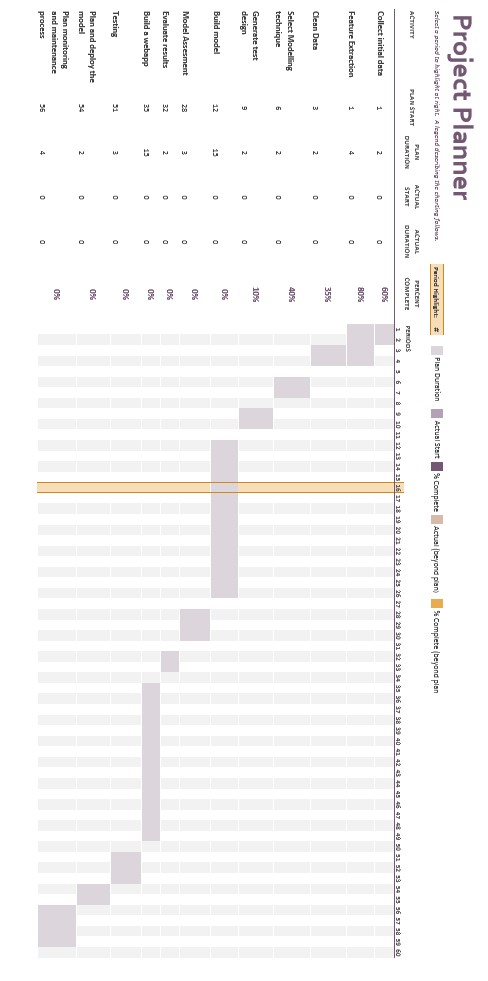 Project Planner
Select a period to highlight at right. A legend describing the charting follows.
Period Highlight: #
Plan Duration
Actual Start
% Complete
Actual (beyond plan)
% Complete (beyond plan
ACTIVITY PLAN START PLAN DURATION ACTUAL START ACTUAL DURATION PERCENT COMPLETE PERIODS
1 2 3 4 5 6 7 8 9 10 11 12 13 14 15 16 17 18 19 20 21 22 23 24 25 26 27 28 29 30 31 32 33 34 35 36 37 38 39 40 41 42 43 44 45 46 47 48 49 50 51 52 53 54 55 56 57 58 59 60
Collect initial data 1 2 0 0 60%
Feature Extraction 1 4 0 0 80%
Clean Data 3 2 0 0 35%
Select Modelling technique 6 2 0 0 40%
Generate test design 9 2 0 0 10%
Build model 12 15 0 0 0%
Model Assesment 28 3 0 0 0%
Evaluate results 32 2 0 0 0%
Build a webapp 35 15 0 0 0%
Testing 51 3 0 0 0%
Plan and deploy the model 54 2 0 0 0%
Plan monitoring and maintenance process 56 4 0 0 0%